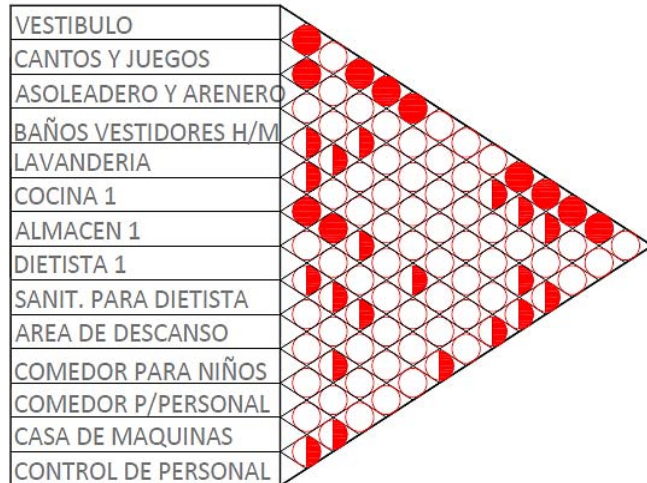 VESTIBULO
CANTOS Y JUEGOS
ASOLEADERO Y ARENERO
BAÑOS VESTIDORES H/M
LAVANDERIA
COCINA 1
ALMACEN 1
DIETISTA 1
SANIT. PARA DIETISTA
AREA DE DESCANSO
COMEDOR PARA NIÑOS
COMEDOR P/PERSONAL
CASA DE MAQUINAS
CONTROL DE PERSONAL